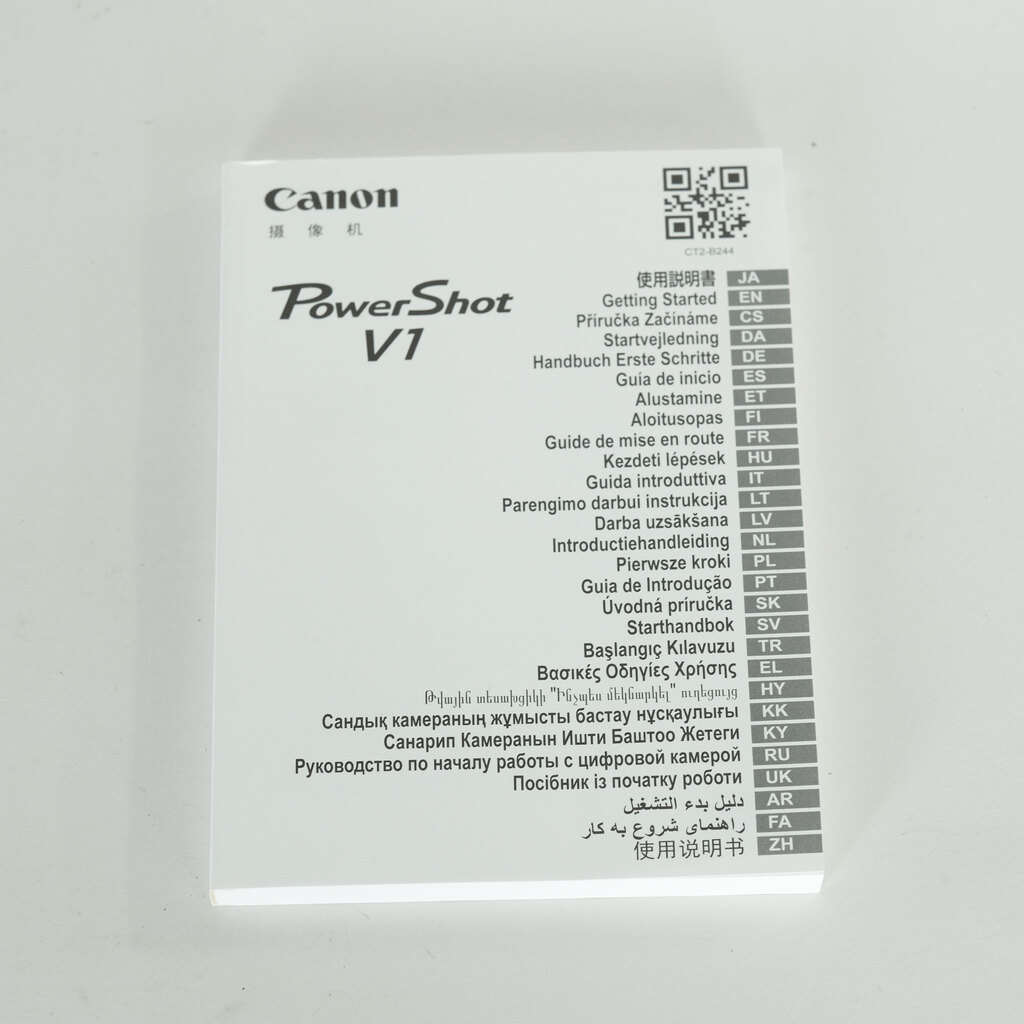 Canon
摄 像 机
CT2-B244
PowerShot
V1
使用説明書 JA
Getting Started EN
Příručka Začínáme CS
Startvejledning DA
Handbuch Erste Schritte DE
Guía de inicio ES
Alustamine ET
Aloitusopas FI
Guide de mise en route FR
Kezdeti lépések HU
Guida introduttiva IT
Parengimo darbui instrukcija LT
Darba uzsākšana LV
Introductiehandleiding NL
Pierwsze kroki PL
Guia de Introdução PT
Úvodná príručka SK
Starthandbok SV
Başlangıç Kılavuzu TR
Βασικές Οδηγίες Χρήσης EL
Թվային տեսախցիկի "Ինչպես մեկնարկել" ուղեցույց HY
Сандық камераның жұмысты бастау нұсқаулығы KK
Санарип Камеранын Ишти Баштоо Жетеги KY
Руководство по началу работы с цифровой камерой RU
Посібник із початку роботи UK
دليل بدء التشغيل AR
راهنمای شروع به کار FA
使用说明书 ZH